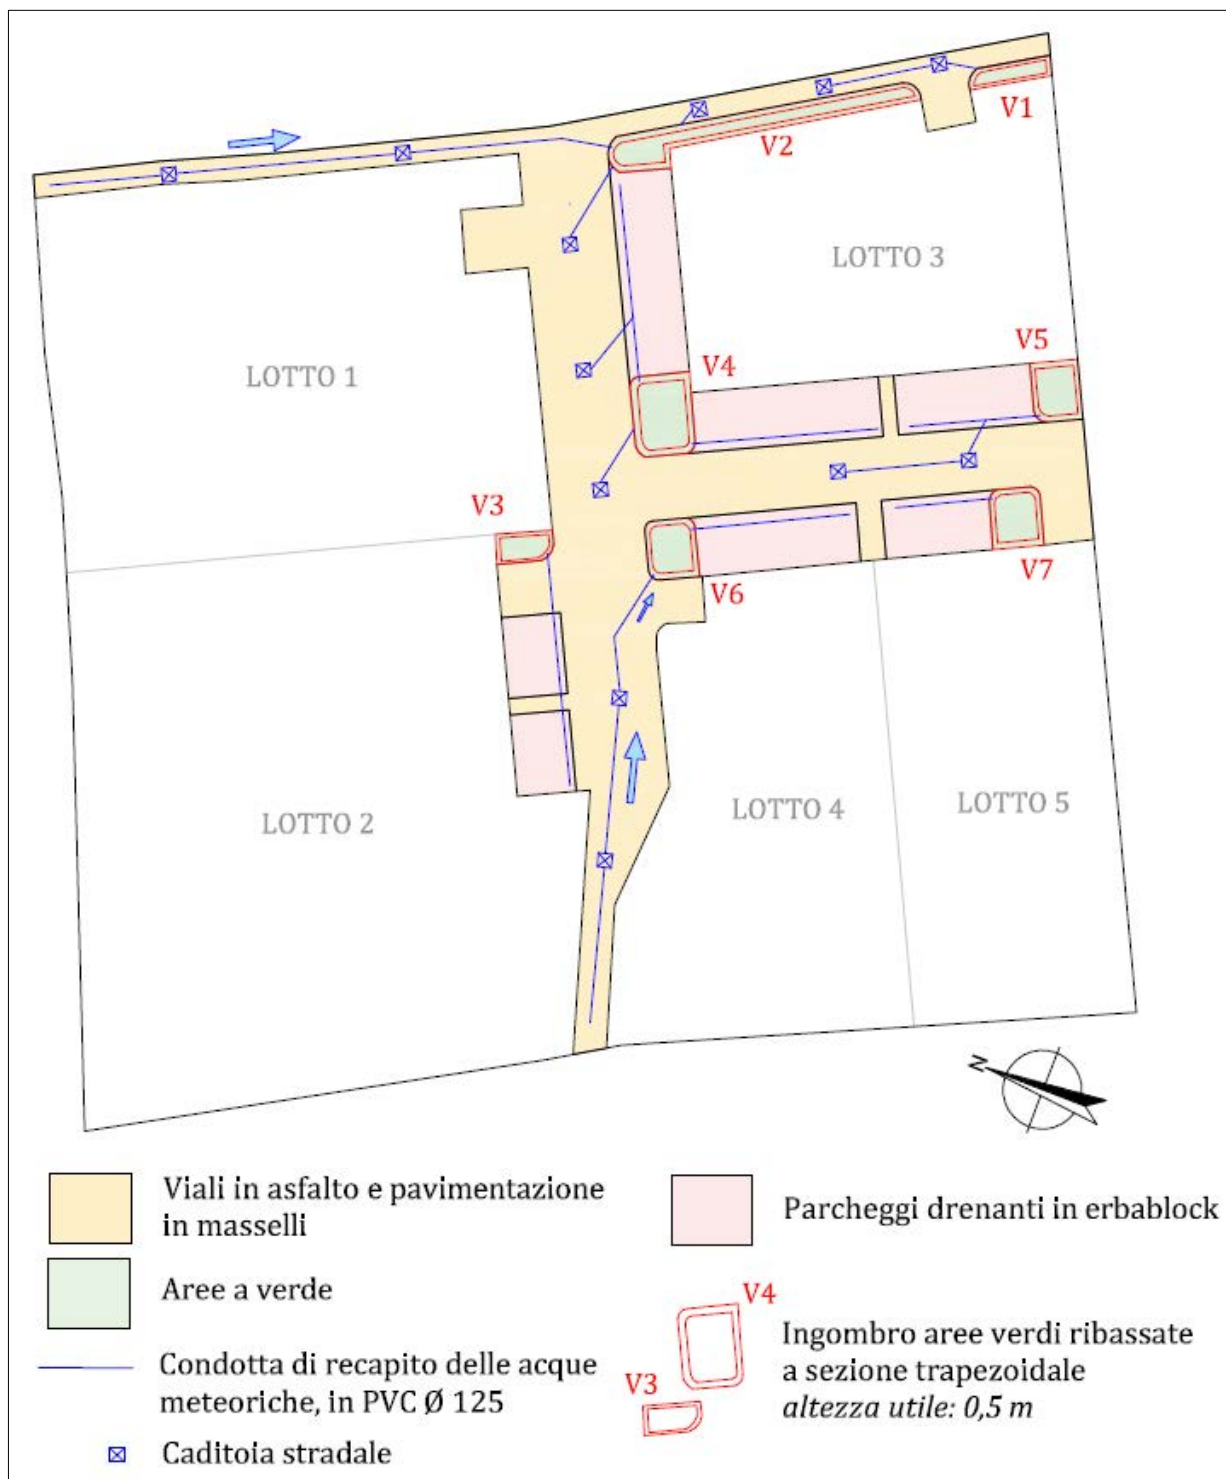 V1
V2
LOTTO 3
V5
V4
LOTTO 1
V3
V6
V7
LOTTO 4
LOTTO 5
LOTTO 2
N
Viali in asfalto e pavimentazione
in masselli
Parcheggi drenanti in erbablock
Aree a verde
V4
Ingombro aree verdi ribassate
a sezione trapezoidale
altezza utile: 0,5 m
V3
Condotta di recapito delle acque
meteoriche, in PVC Ø 125
Caditoia stradale